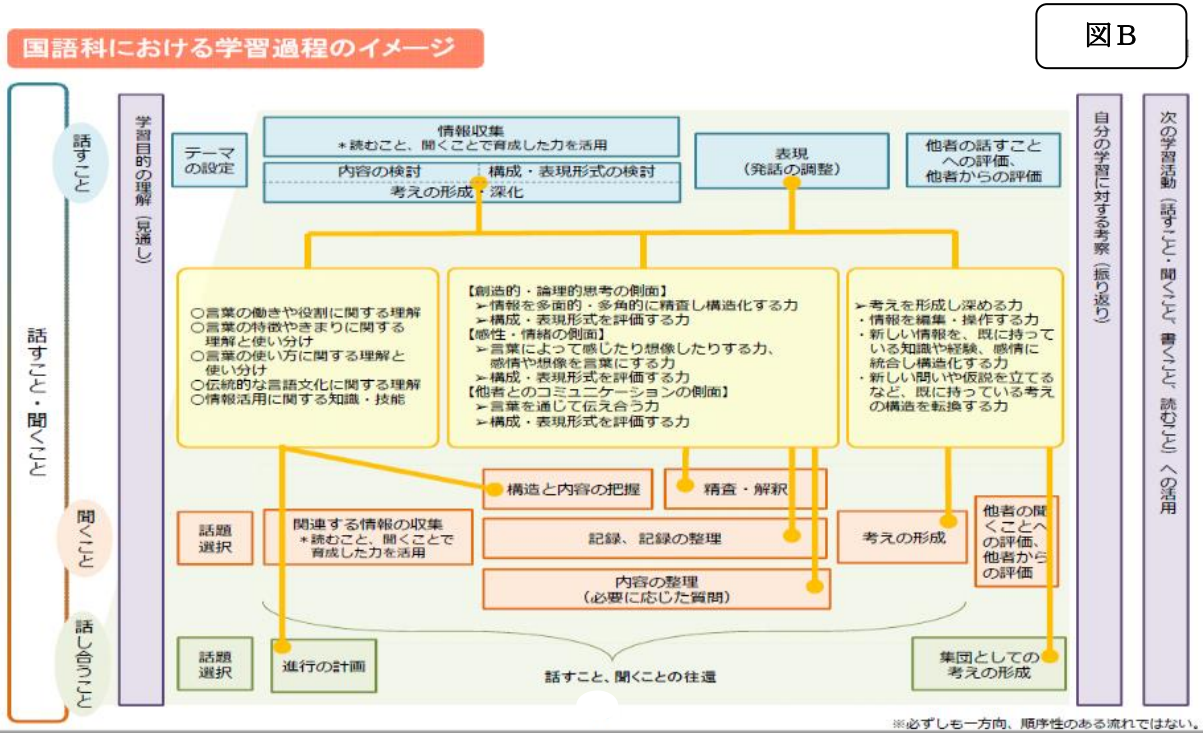 図B
国語科における学習過程のイメージ
話すこと・聞くこと
話すこと
学習目的の理解（見通し）
テーマ
の設定
情報収集
＊読むこと、聞くことで育成した力を活用
内容の検討
構成・表現形式の検討
考えの形成・深化
表現
（発話の調整）
他者の話すこと
への評価、
他者からの評価
自分の学習に対する考察（振り返り）
次の学習活動（話すこと・聞くこと、書くこと、読むこと）への活用
○言葉の働きや役割に関する理解
○言葉の特徴やきまりに関する
理解と使い分け
○言葉の使い方に関する理解と
使い分け
○伝統的な言語文化に関する理解
○情報活用に関する知識・技能
【創造的・論理的思考の側面】
➢情報を多面的・多角的に精査し構造化する力
➢構成・表現形式を評価する力
【感性・情緒の側面】
➢言葉によって感じたり想像したりする力、
感情や想像を言葉にする力
➢構成・表現形式を評価する力
【他者とのコミュニケーションの側面】
➢言葉を通じて伝え合う力
➢構成・表現形式を評価する力
➢考えを形成し深める力
・情報を編集・操作する力
・新しい情報を、既に持って
いる知識や経験、感情に
統合し構造化する力
・新しい問いや仮説を立てる
など、既に持っている考え
の構造を転換する力
聞くこと
話題
選択
関連する情報の収集
＊読むこと、聞くことで
育成した力を活用
構造と内容の把握
精査・解釈
記録、記録の整理
内容の整理
（必要に応じた質問）
考えの形成
他者の聞
くことへ
の評価、
他者から
の評価
話し合うこと
話題
選択
進行の計画
話すこと、聞くことの往還
集団としての
考えの形成
※必ずしも一方向、順序性のある流れではない。